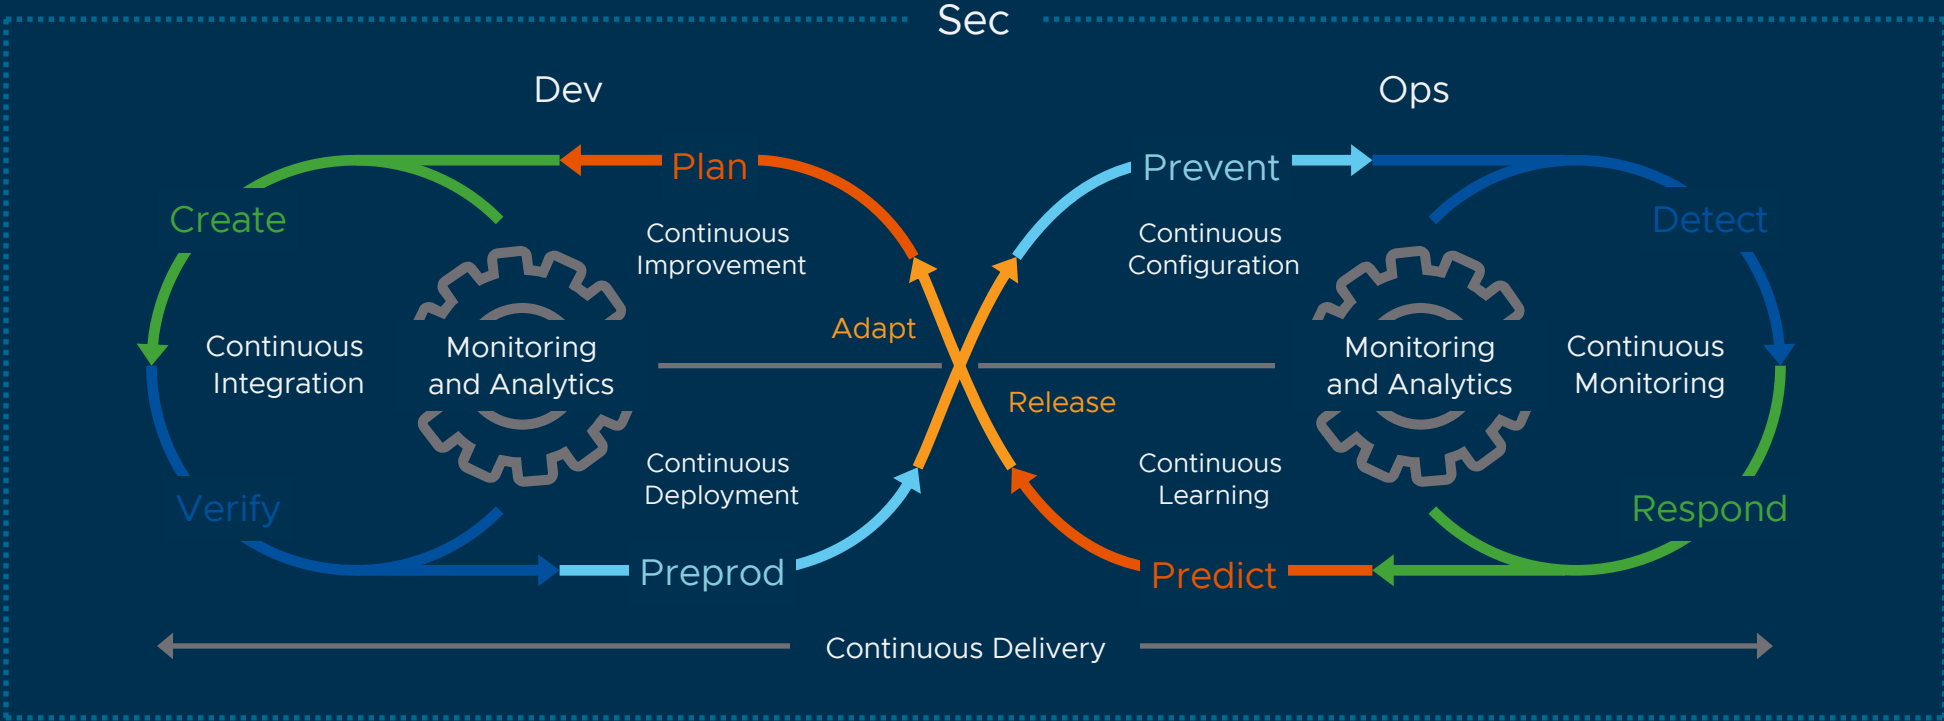 Sec
Dev
Ops
Plan
Prevent
Create
Detect
Continuous
Improvement
Continuous
Configuration
Adapt
Continuous
Integration
Monitoring
and Analytics
Monitoring
and Analytics
Continuous
Monitoring
Release
Continuous
Deployment
Continuous
Learning
Verify
Respond
Preprod
Predict
Continuous Delivery